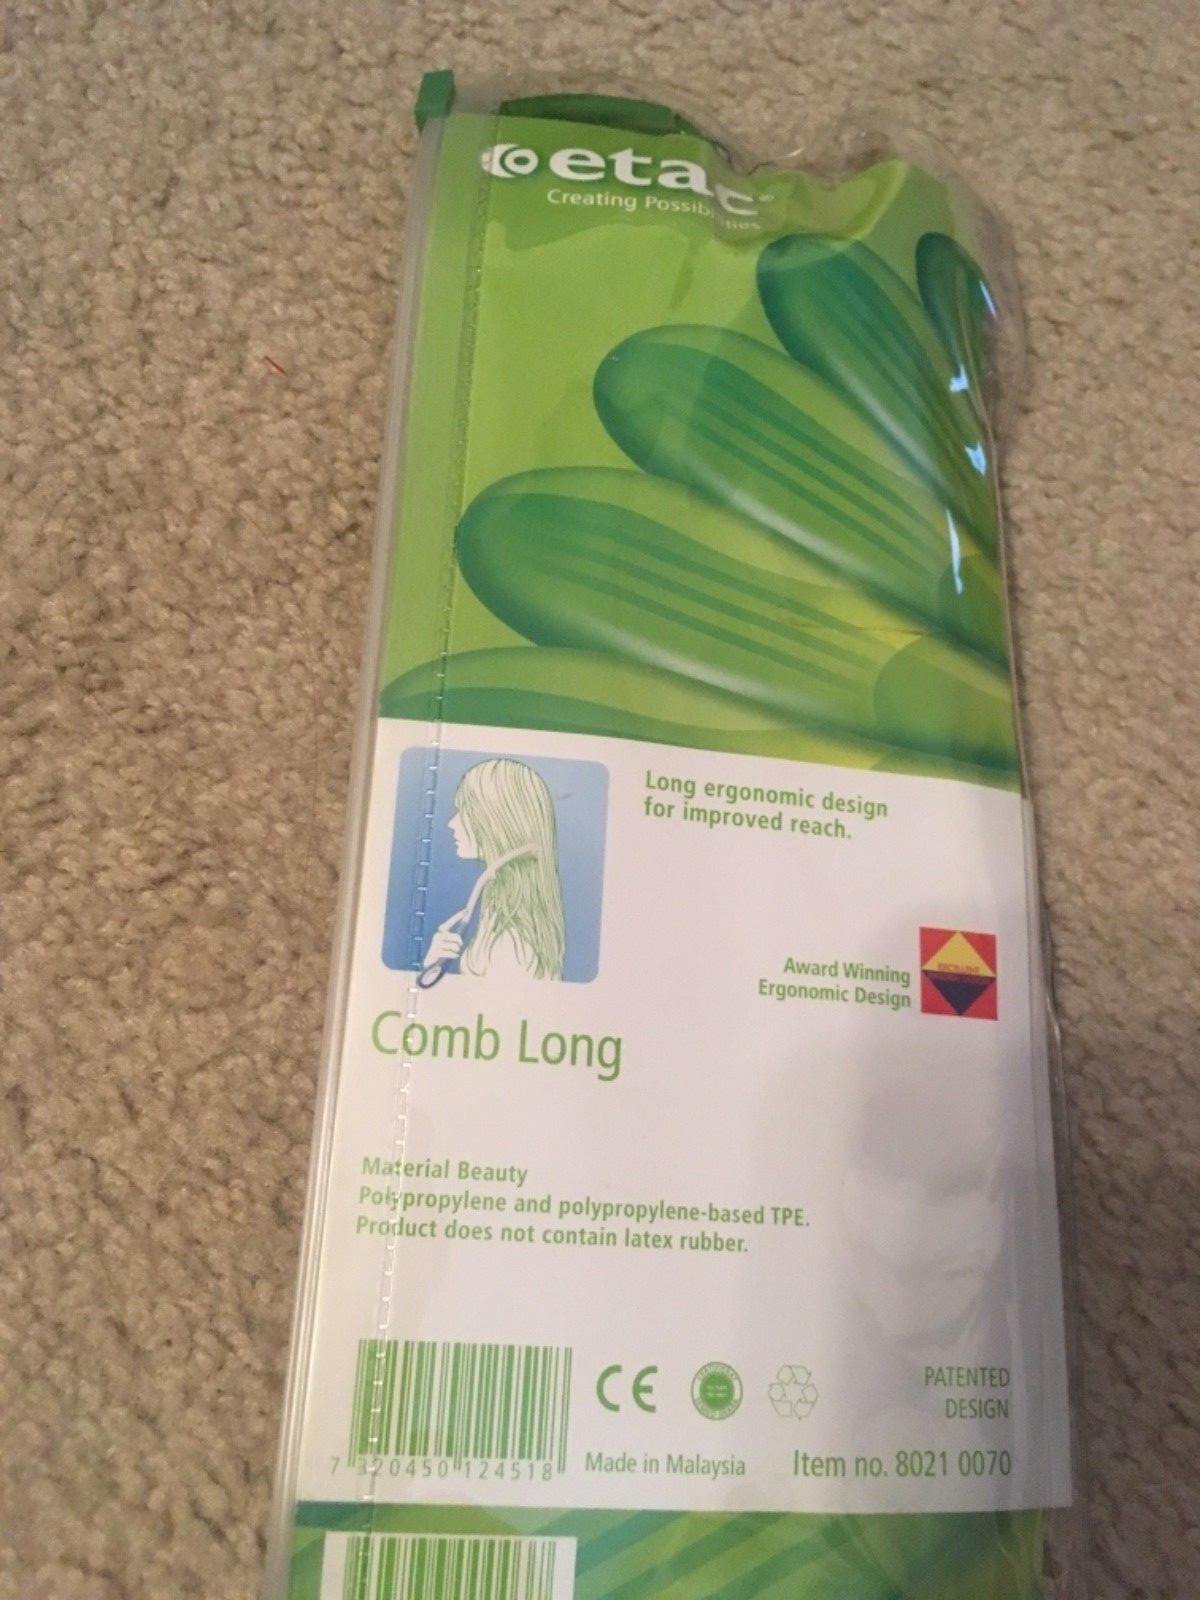 etac®
Creating Possibilities
Long ergonomic design
for improved reach.
Award Winning
Ergonomic Design
Comb Long
Material Beauty
Polypropylene and polypropylene-based TPE.
Product does not contain latex rubber.
CE
PATENTED
DESIGN
7 320450 124518
Made in Malaysia
Item no. 8021 0070